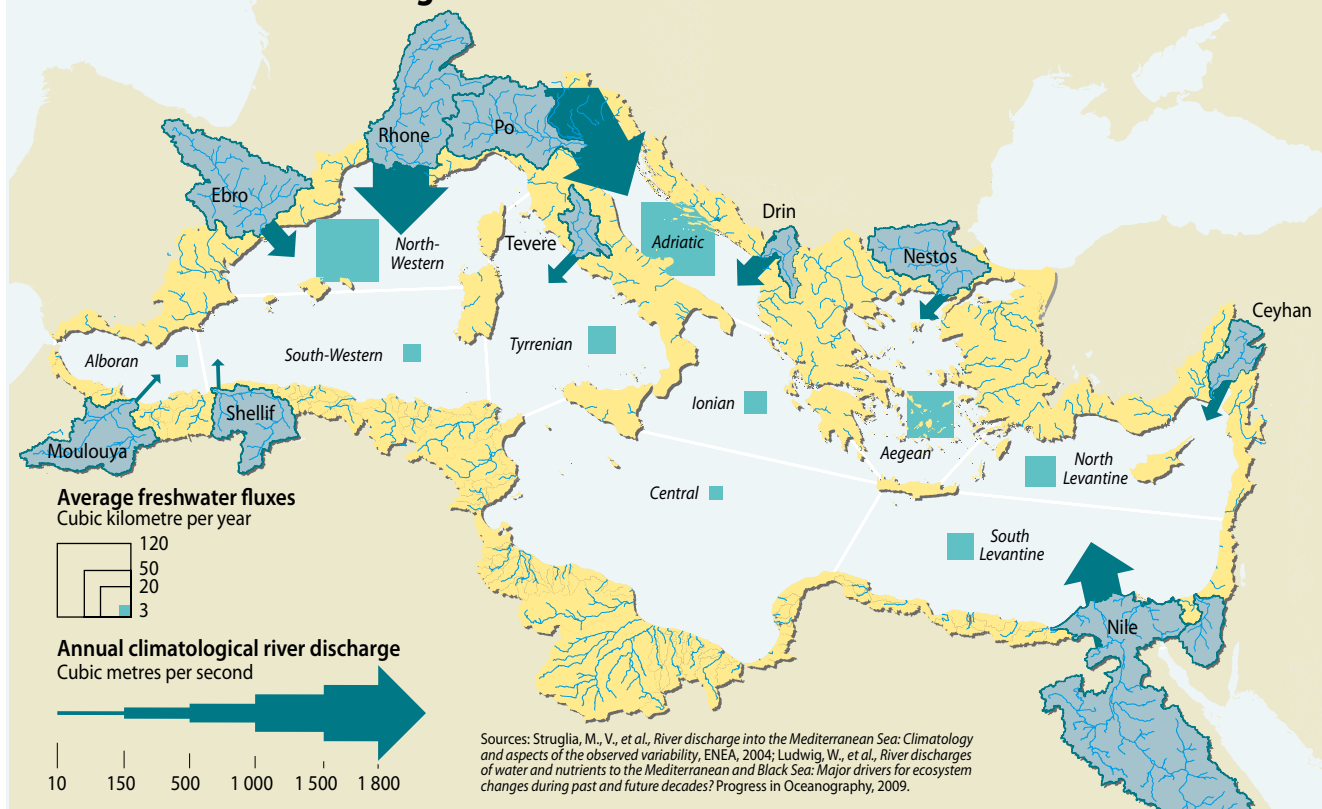 Rhone
Po
Ebro
Drin
Tevere
North-
Western
Adriatic
Nestos
Ceyhan
Alboran
South-Western
Tyrrenian
Ionian
Shellif
Moulouya
Aegean
North
Levantine
Central
South
Levantine
Nile
Average freshwater fluxes
Cubic kilometre per year
120
50
20
3
Annual climatological river discharge
Cubic metres per second
10 150 500 1 000 1 500 1 800
Sources: Struglia, M., V., et al., River discharge into the Mediterranean Sea: Climatology
and aspects of the observed variability, ENEA, 2004; Ludwig, W., et al., River discharges
of water and nutrients to the Mediterranean and Black Sea: Major drivers for ecosystem
changes during past and future decades? Progress in Oceanography, 2009.